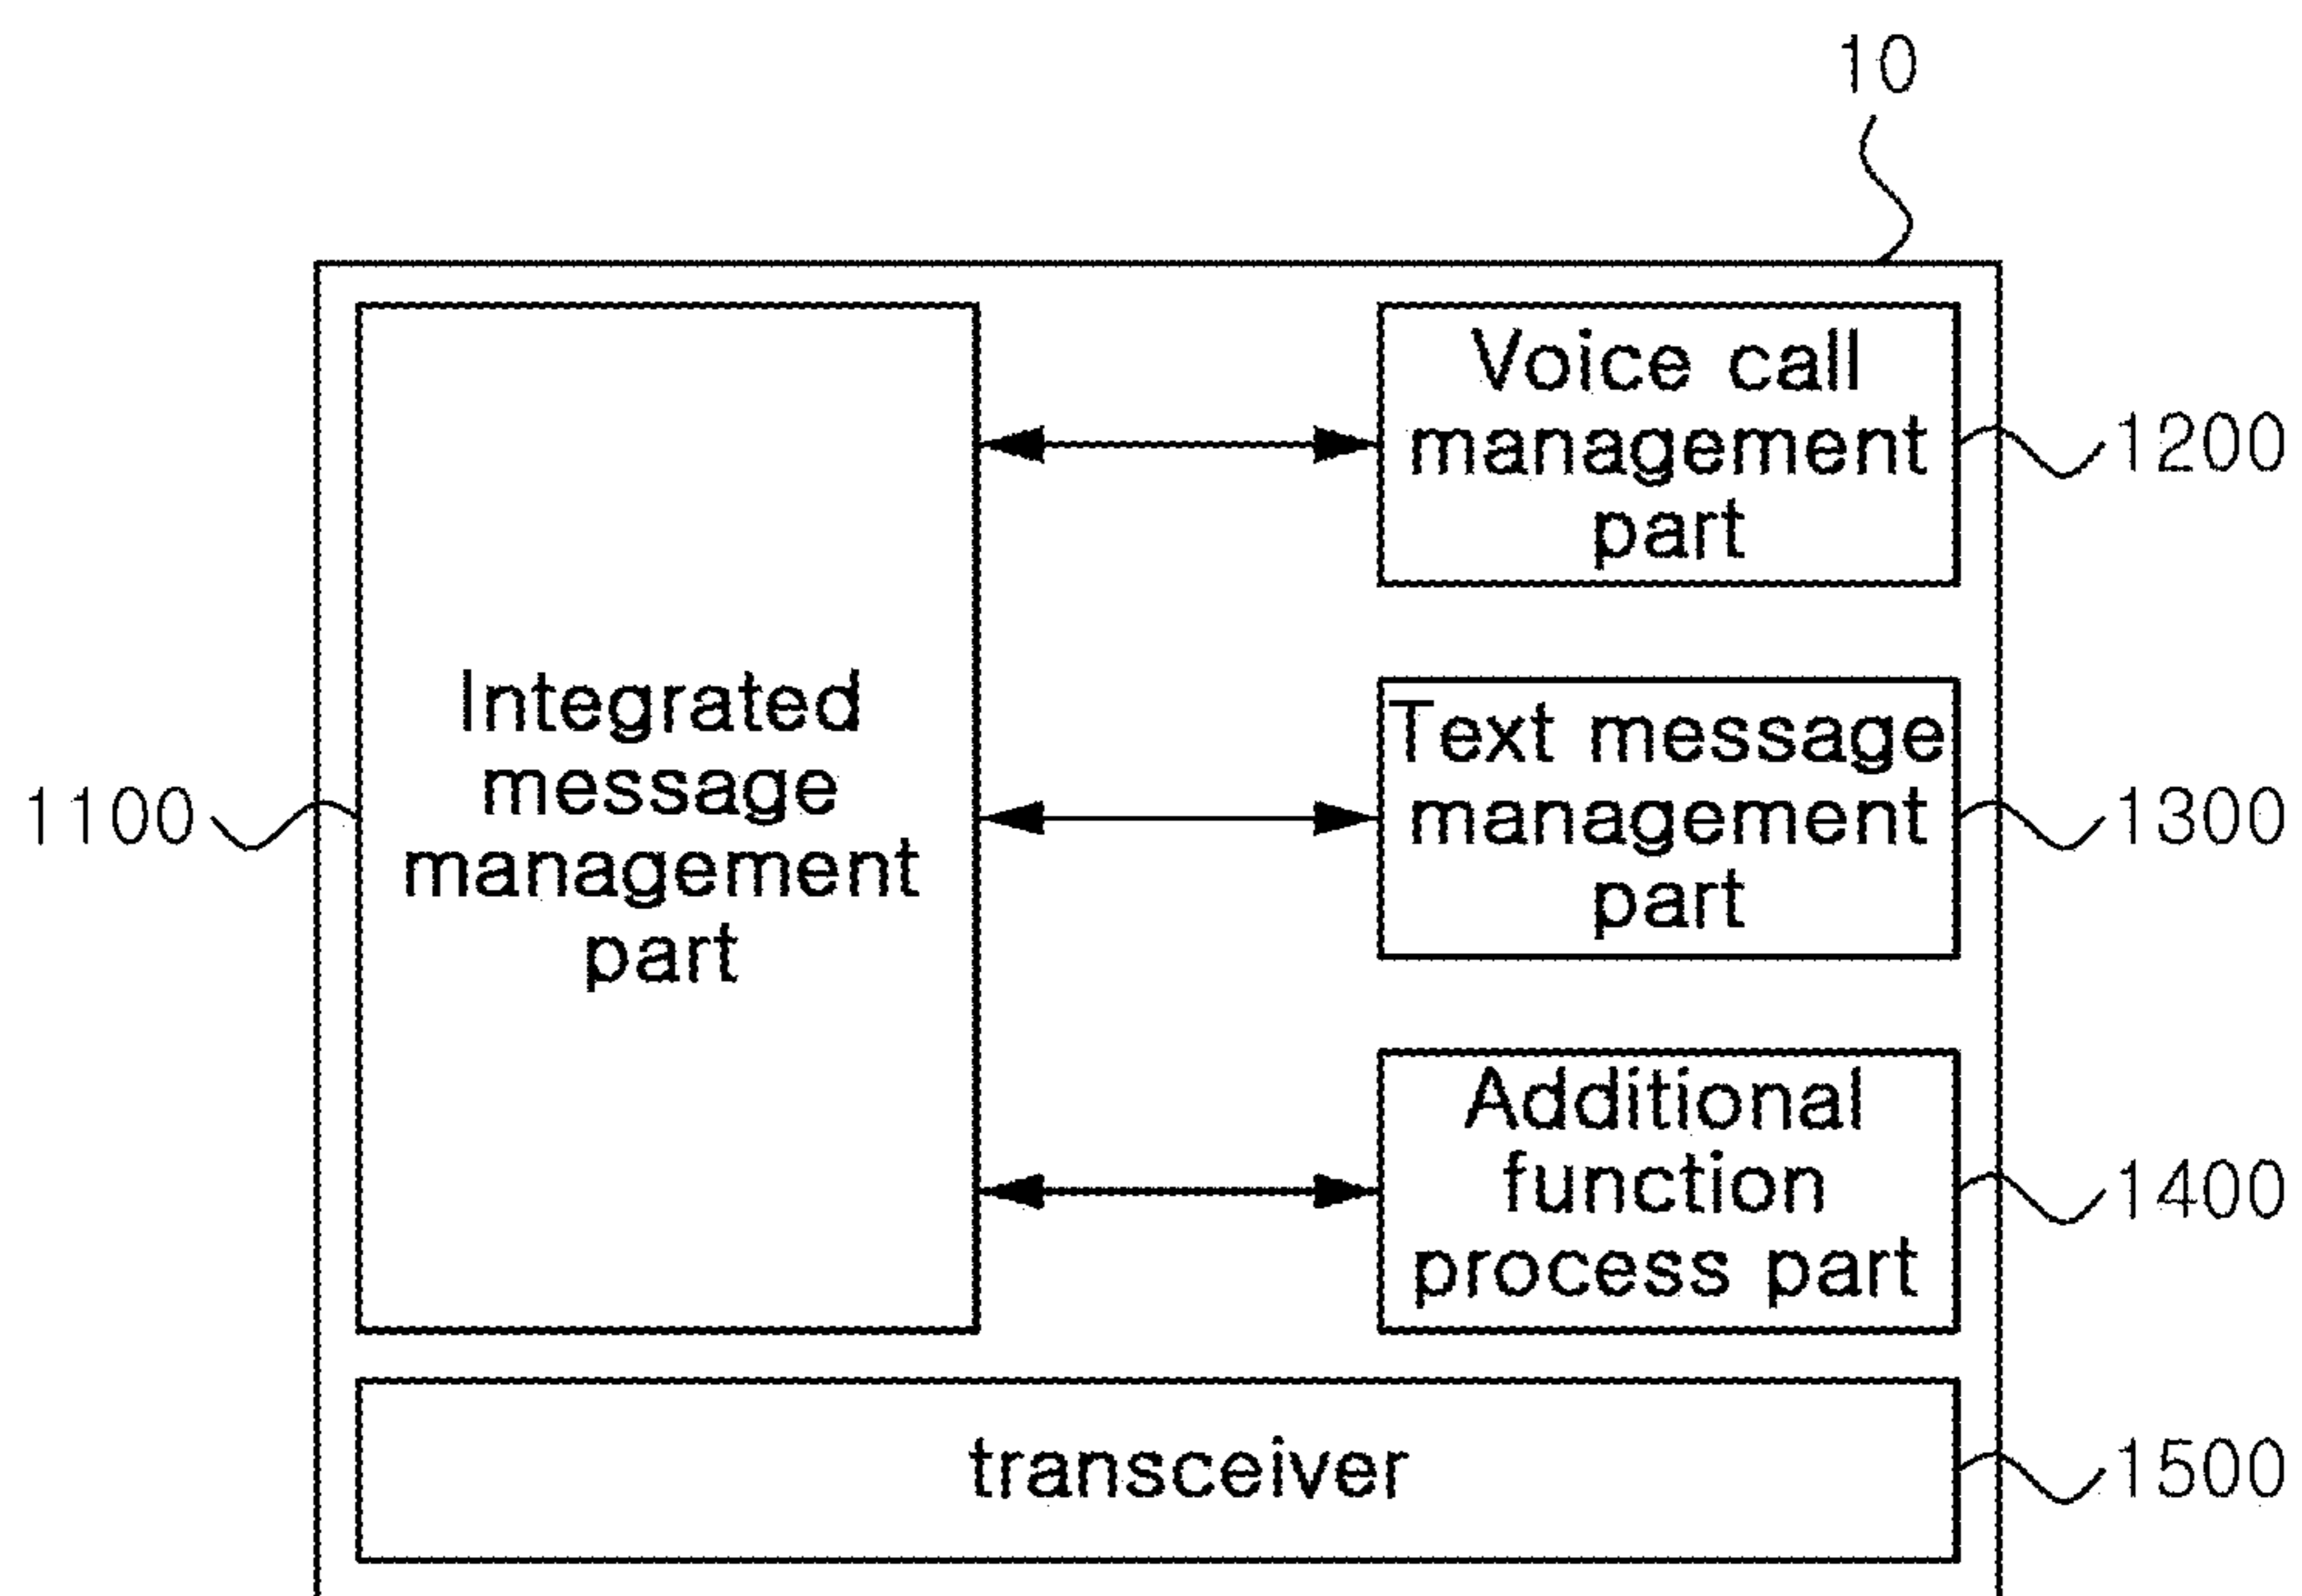 10
Integrated
message
management
part
1100
Voice call
management
part
1200
Text message
management
part
1300
Additional
function
process part
1400
transceiver
1500